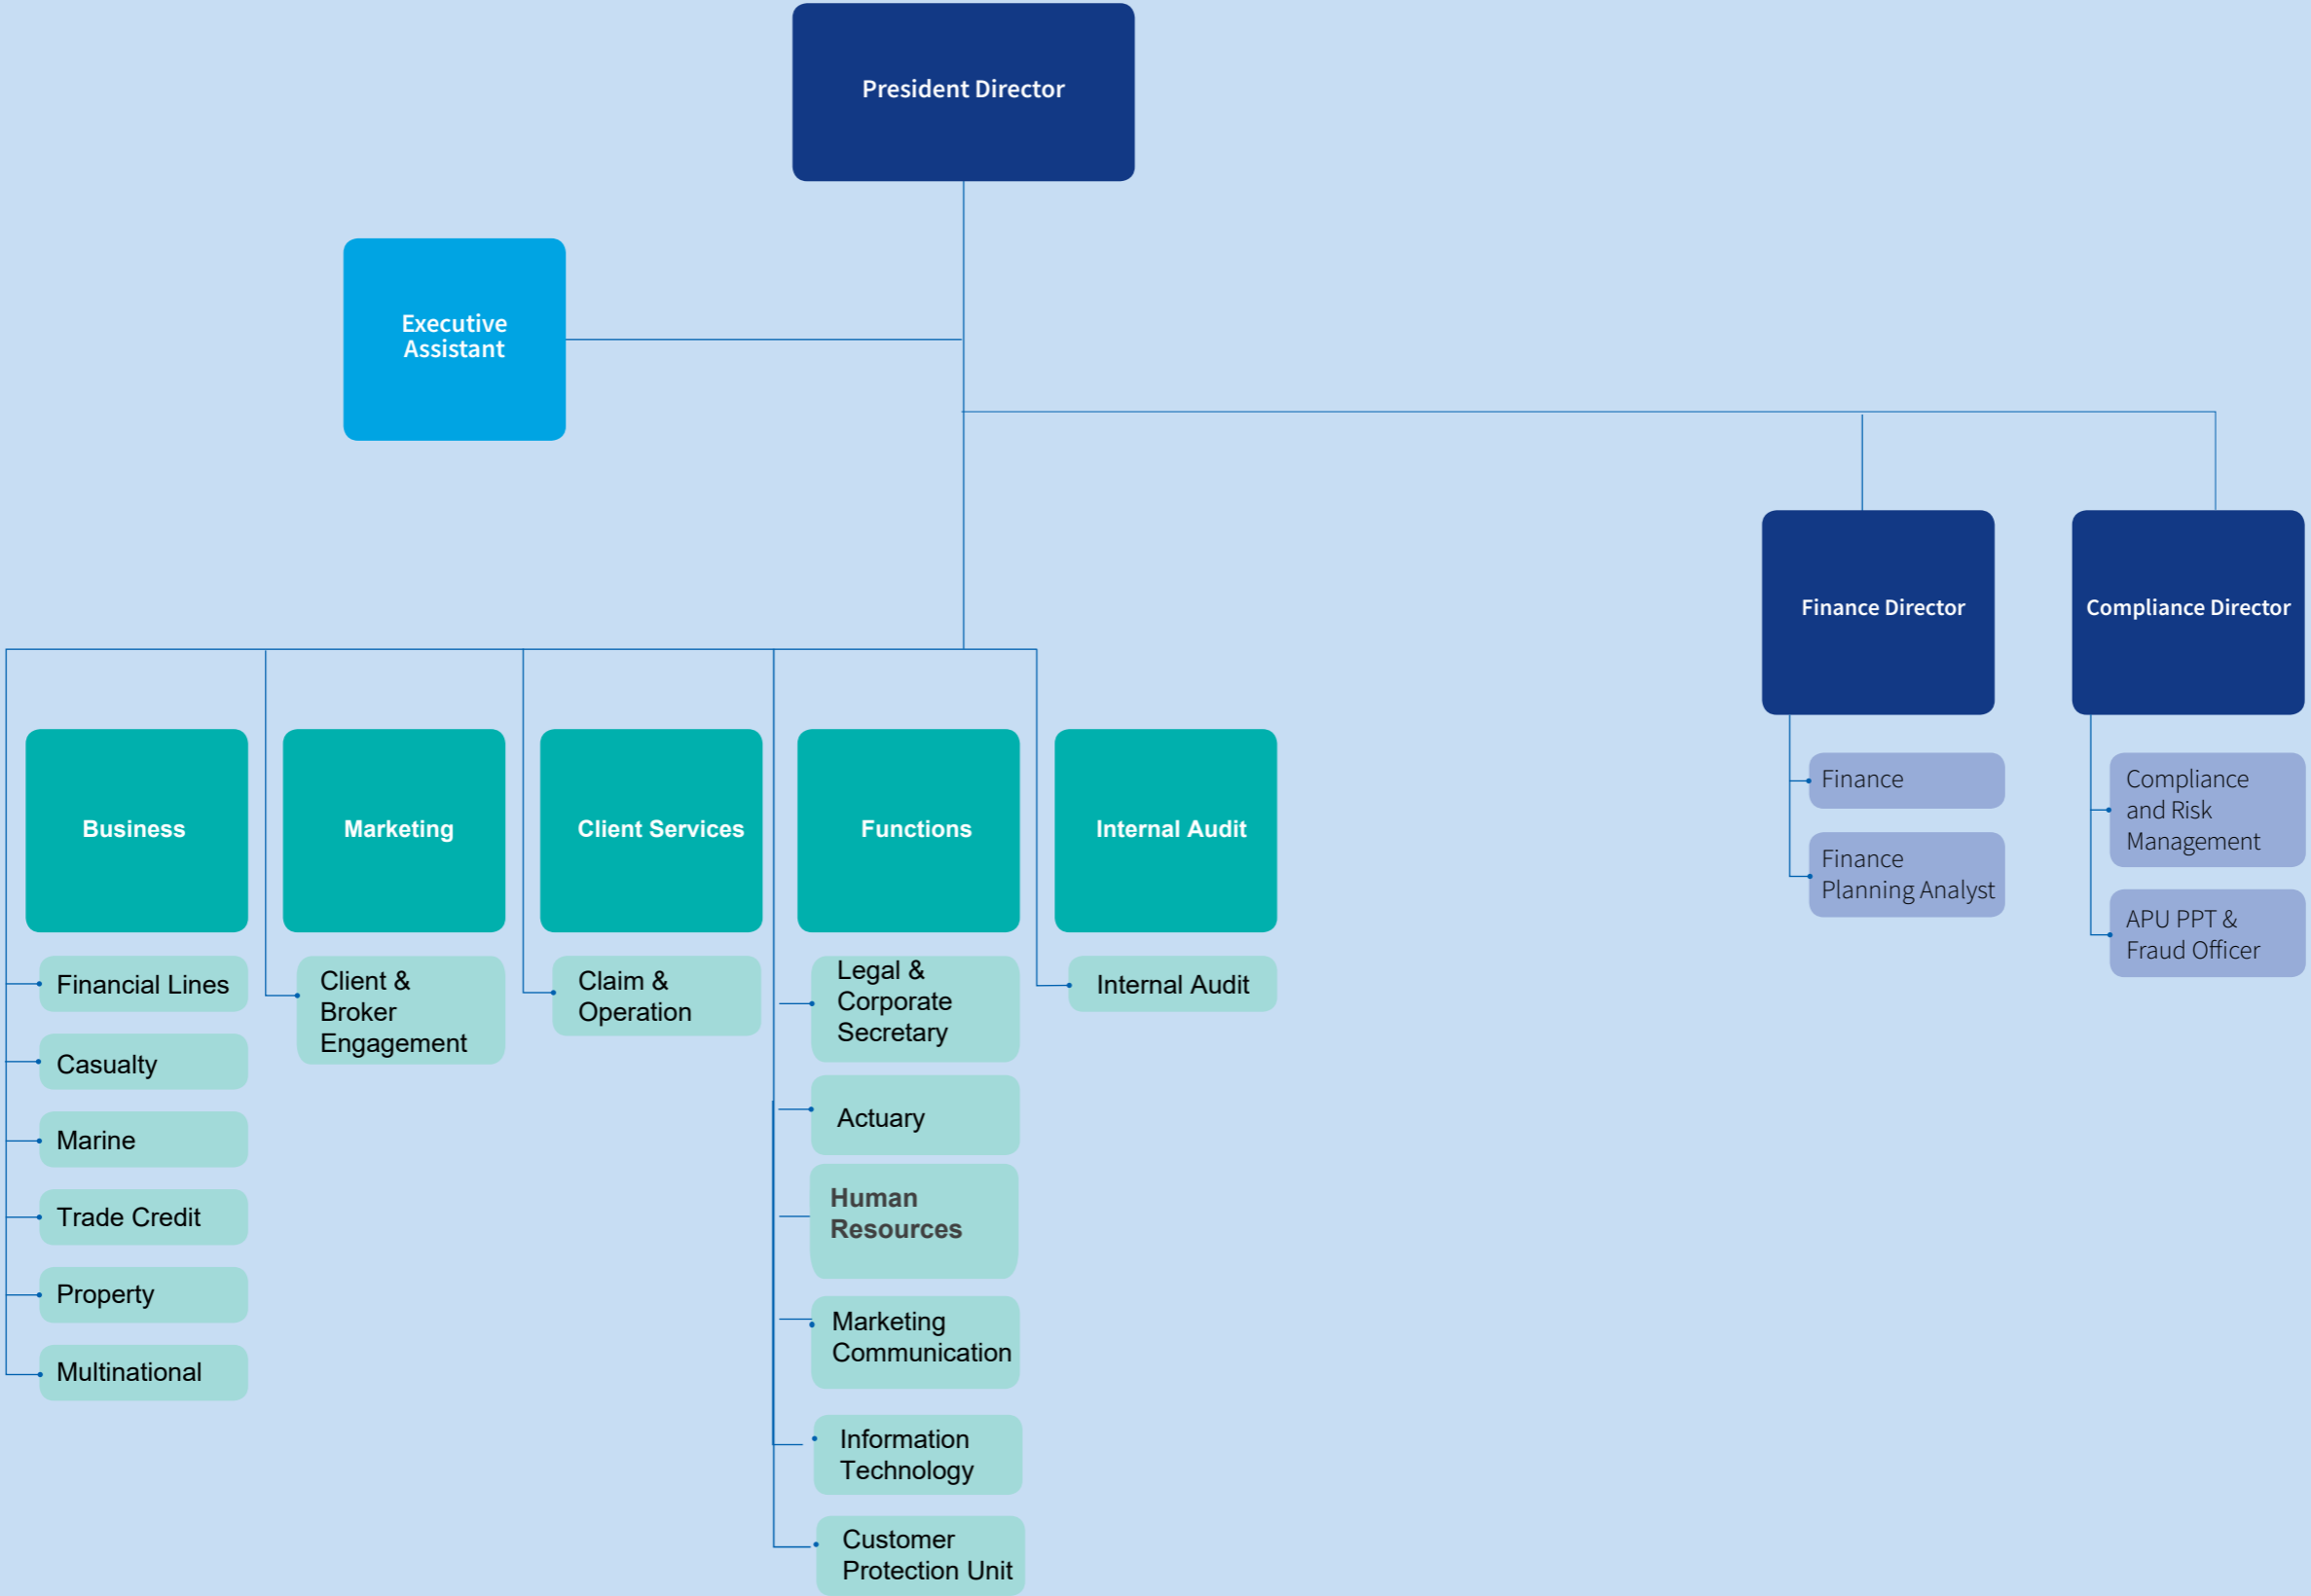 President Director
Executive
Assistant
Finance Director
Compliance Director
Finance
Finance
Planning Analyst
Compliance
and Risk
Management
APU PPT &
Fraud Officer
Business
Financial Lines
Casualty
Marine
Trade Credit
Property
Multinational
Marketing
Client &
Broker
Engagement
Client Services
Claim &
Operation
Functions
Legal &
Corporate
Secretary
Actuary
Human
Resources
Marketing
Communication
Information
Technology
Customer
Protection Unit
Internal Audit
Internal Audit